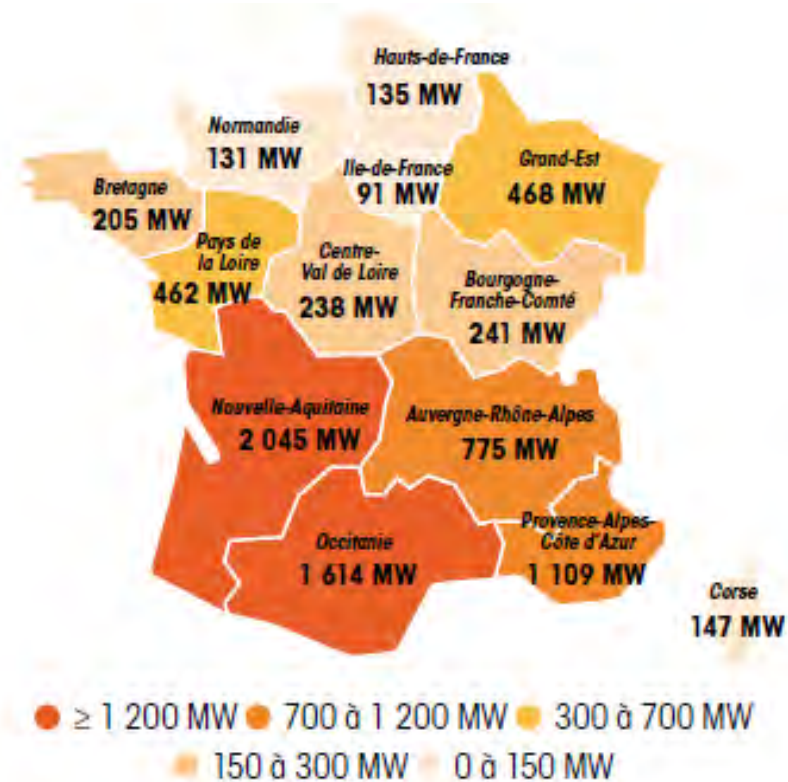 Hauts-de-France
135 MW
Normandie
131 MW
Ile-de-France
91 MW
Grand-Est
468 MW
Bretagne
205 MW
Pays de
la Loire
462 MW
Centre-
Val de Loire
238 MW
Bourgogne-
Franche-Comté
241 MW
Nouvelle-Aquitaine
2 045 MW
Auvergne-Rhône-Alpes
775 MW
Occitanie
1 614 MW
Provence-Alpes-
Côte d'Azur
1 109 MW
Corse
147 MW
≥ 1 200 MW 700 à 1 200 MW 300 à 700 MW
150 à 300 MW 0 à 150 MW